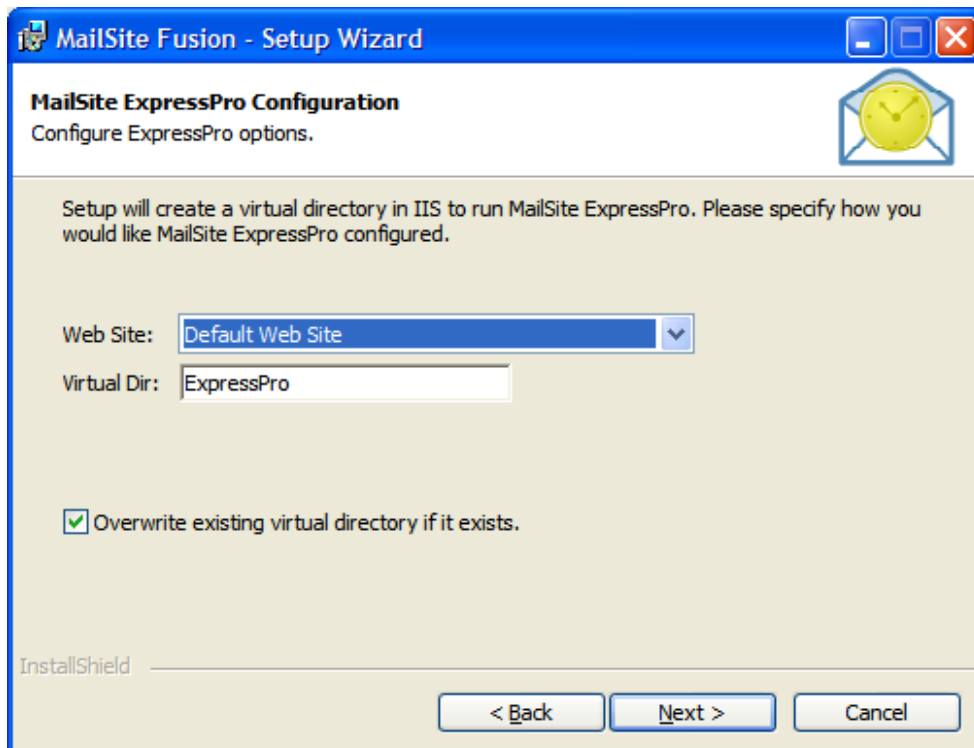 MailSite Fusion - Setup Wizard
MailSite ExpressPro Configuration
Configure ExpressPro options.
Setup will create a virtual directory in IIS to run MailSite ExpressPro. Please specify how you
would like MailSite ExpressPro configured.
Web Site: Default Web Site
Virtual Dir: ExpressPro
Overwrite existing virtual directory if it exists.
InstallShield
< Back Next > Cancel